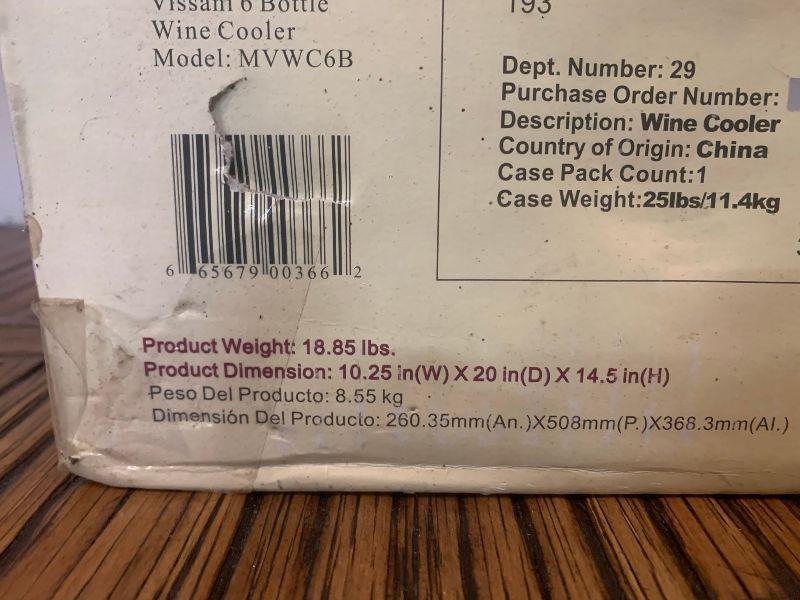 Vissani 6 Bottle
Wine Cooler
Model: MVWC6B
6 65679 00366 2
193
Dept. Number: 29
Purchase Order Number:
Description: Wine Cooler
Country of Origin: China
Case Pack Count:1
Case Weight:25lbs/11.4kg
Product Weight: 18.85 lbs.
Product Dimension: 10.25 in(W) X 20 in(D) X 14.5 in(H)
Peso Del Producto: 8.55 kg
Dimensión Del Producto: 260.35mm(An.)X508mm(P.)X368.3mm(Al.)